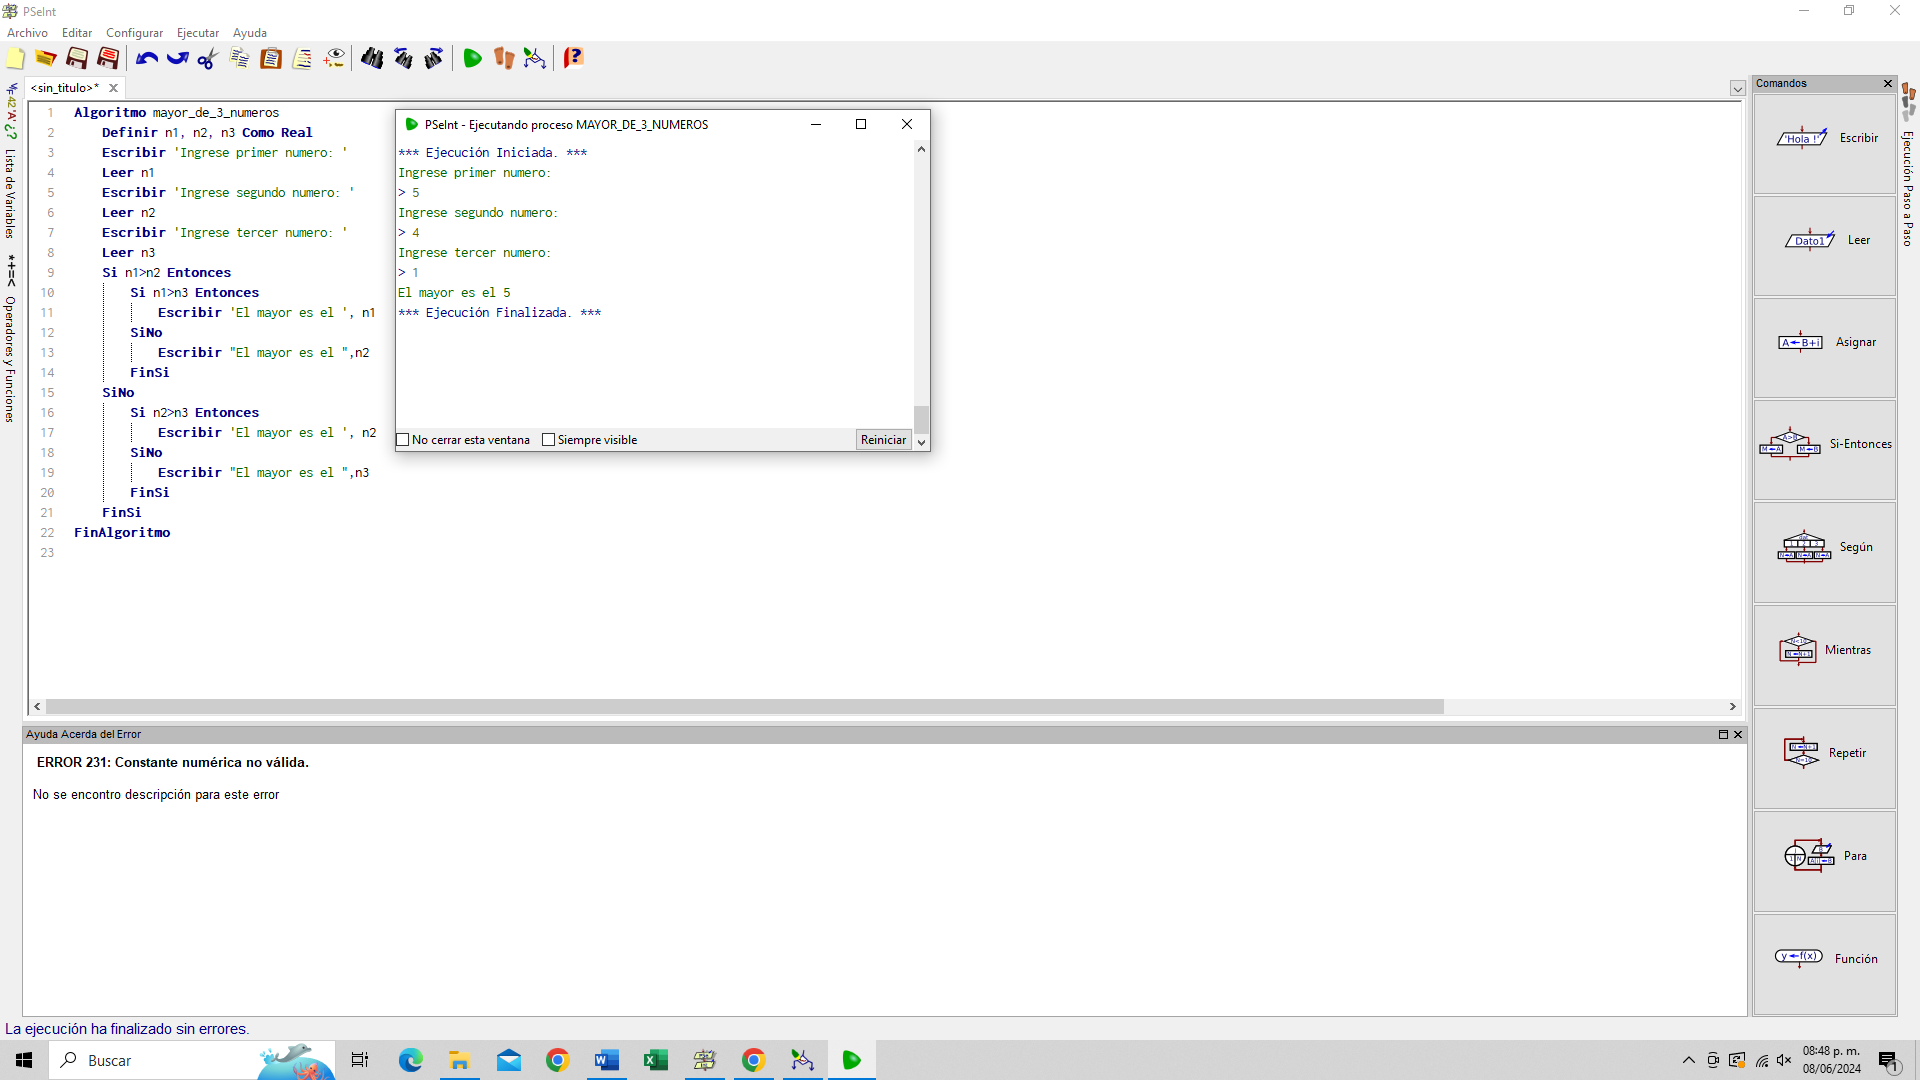 PSeInt
Archivo Editar Configurar Ejecutar Ayuda
<sin_titulo>*
1 Algoritmo mayor_de_3_numeros
2 Definir n1, n2, n3 Como Real
3 Escribir 'Ingrese primer numero: '
4 Leer n1
5 Escribir 'Ingrese segundo numero: '
6 Leer n2
7 Escribir 'Ingrese tercer numero: '
8 Leer n3
9 Si n1>n2 Entonces
10 Si n1>n3 Entonces
11 Escribir 'El mayor es el ', n1
12 SiNo
13 Escribir "El mayor es el ",n2
14 FinSi
15 SiNo
16 Si n2>n3 Entonces
17 Escribir 'El mayor es el ', n2
18 SiNo
19 Escribir "El mayor es el ",n3
20 FinSi
21 FinSi
22 FinAlgoritmo
23
PSeInt - Ejecutando proceso MAYOR_DE_3_NUMEROS
*** Ejecución Iniciada. ***
Ingrese primer numero:
> 5
Ingrese segundo numero:
> 4
Ingrese tercer numero:
> 1
El mayor es el 5
*** Ejecución Finalizada. ***
No cerrar esta ventana Siempre visible Reiniciar
Lista de Variables
*+=< Operadores y Funciones
Comandos
'Hola !' Escribir
Dato1 Leer
A←B+i Asignar
A>B M←A M←B Si-Entonces
Según
Mientras
Repetir
Para
y←f(x) Función
Ejecución Paso a Paso
Ayuda Acerda del Error
ERROR 231: Constante numérica no válida.
No se encontro descripción para este error
La ejecución ha finalizado sin errores.
Buscar
08:48 p. m.
08/06/2024
1